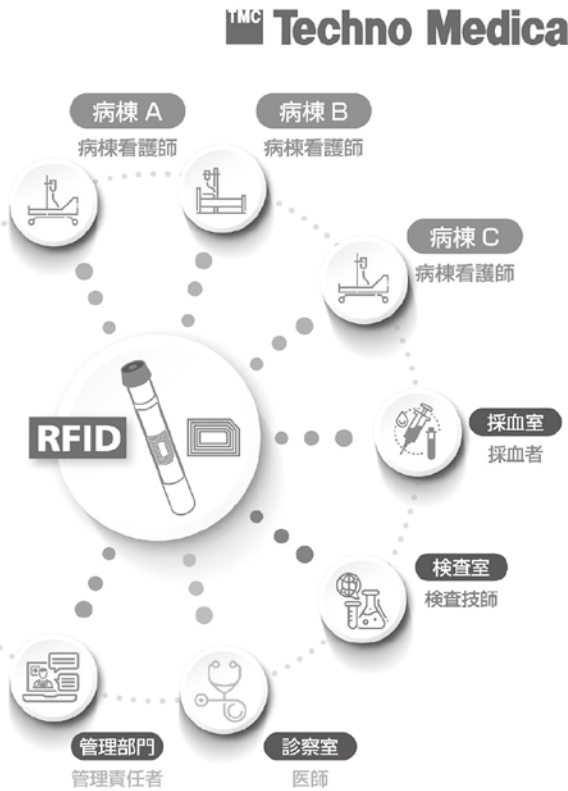 TMC Techno Medica
病棟 A
病棟看護師
病棟 B
病棟看護師
病棟 C
病棟看護師
RFID
採血室
採血者
検査室
検査技師
管理部門
管理責任者
診察室
医師